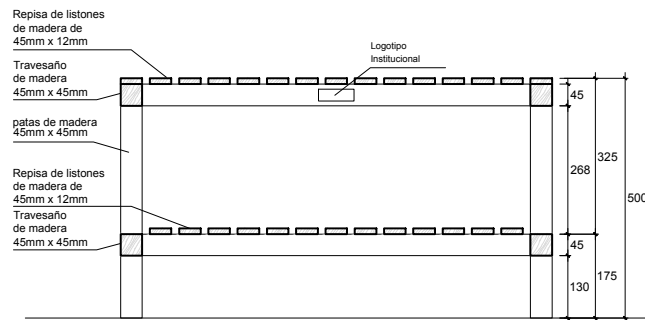 Repisa de listones
de madera de
45mm x 12mm
Travesaño
de madera
45mm x 45mm
patas de madera
45mm x 45mm
Repisa de listones
de madera de
45mm x 12mm
Travesaño
de madera
45mm x 45mm
Logotipo
Institucional
45
268
325
500
45
130
175